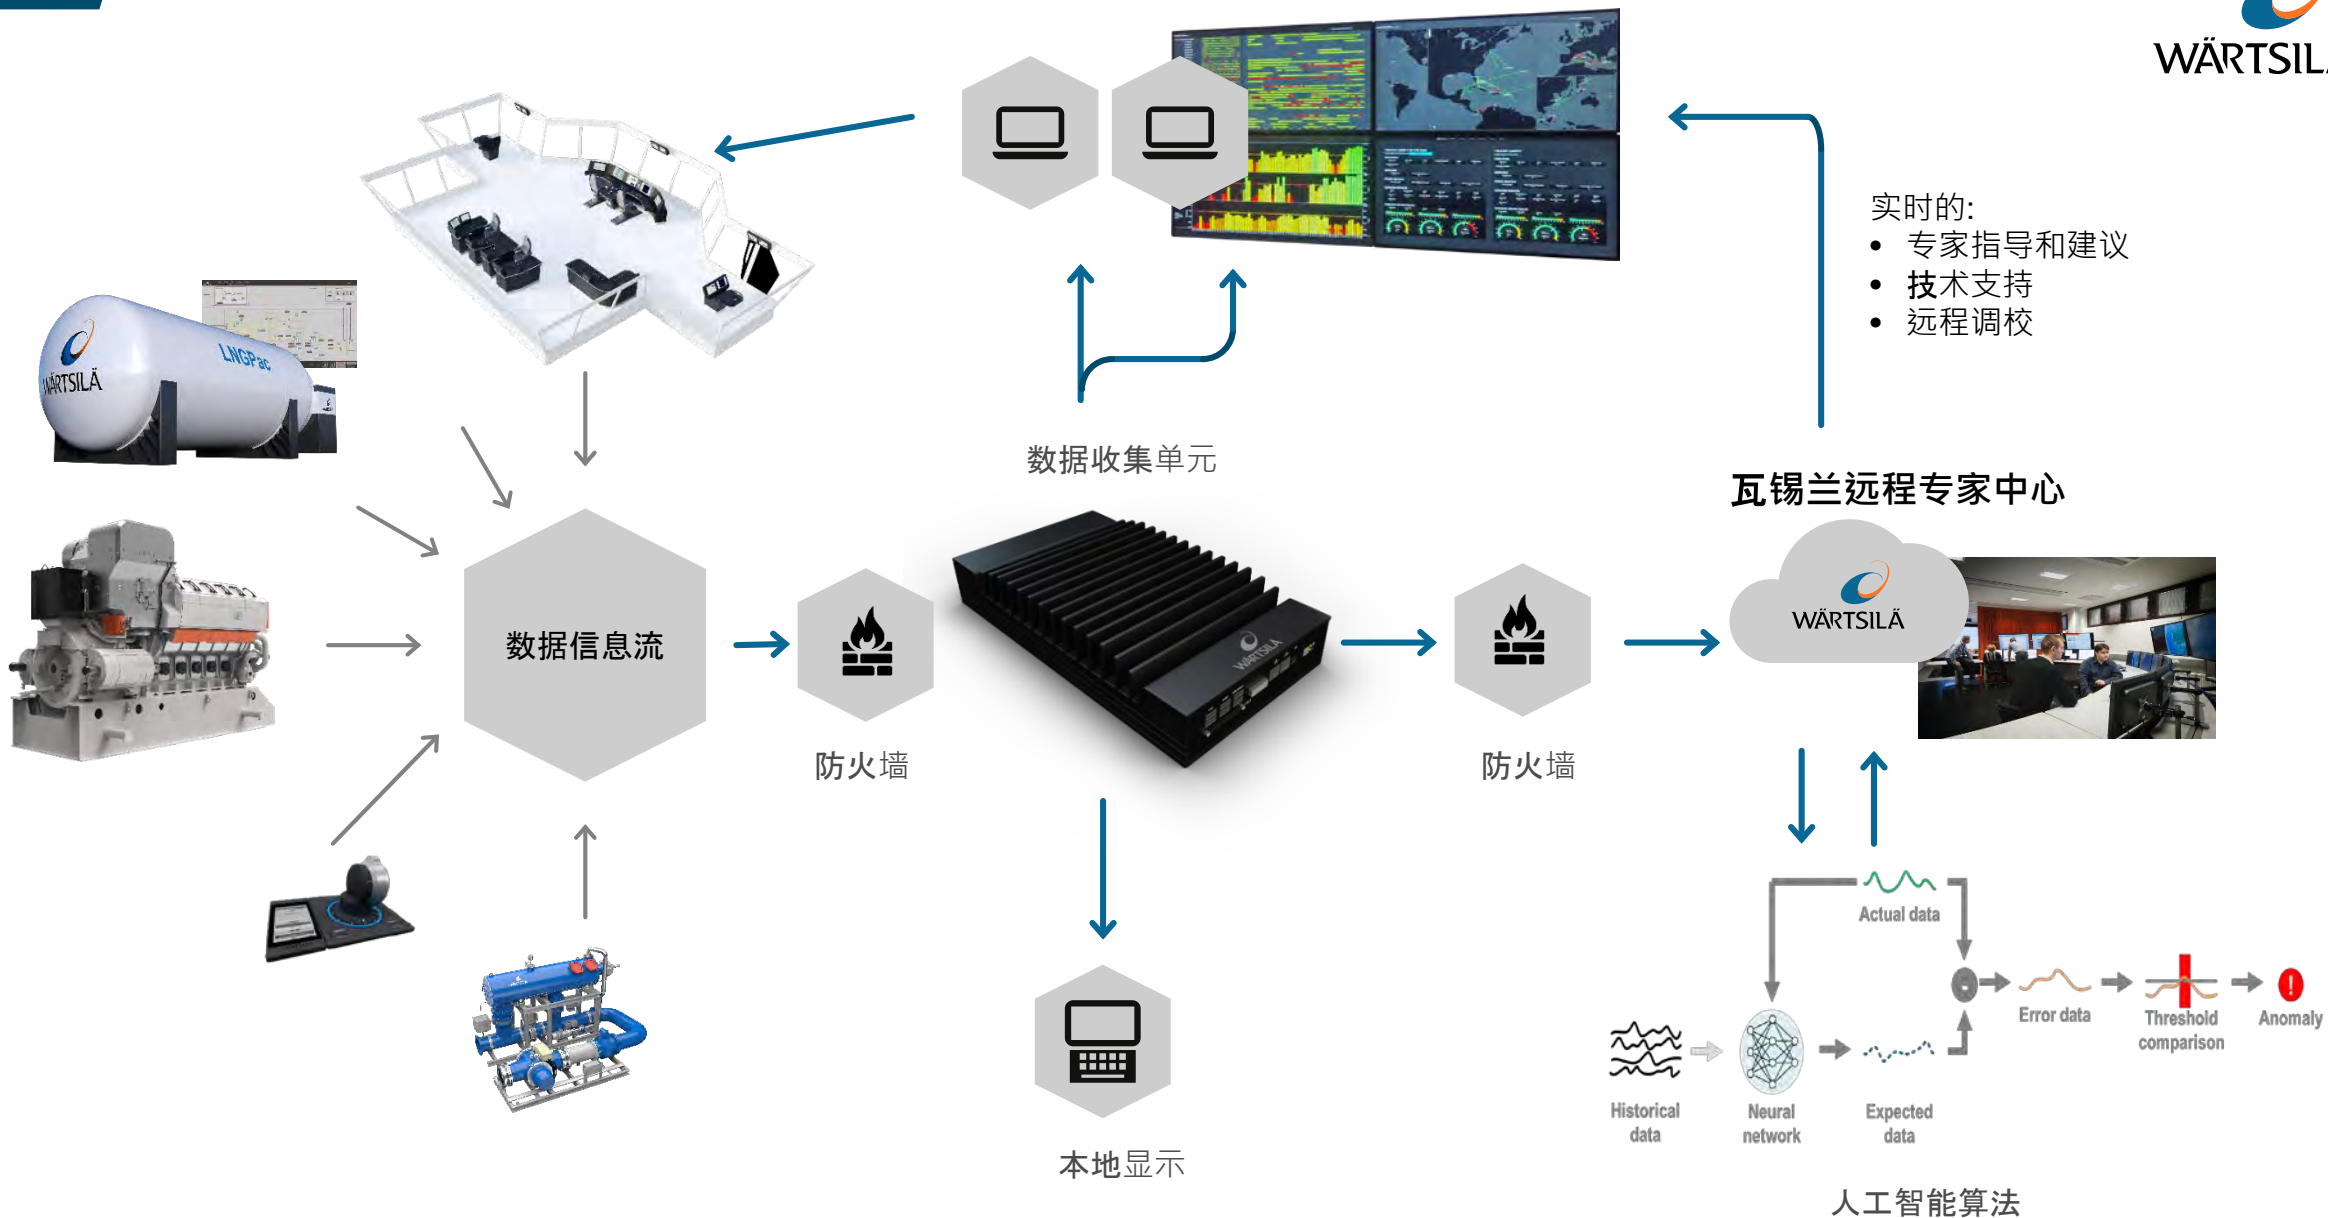 WÄRTSILÄ
实时的:
• 专家指导和建议
• 技术支持
• 远程调校
LNGPac
WÄRTSILÄ
数据收集单元
瓦锡兰远程专家中心
WÄRTSILÄ
数据信息流
WÄRTSILÄ
防火墙
防火墙
Actual data
Error data
Threshold
comparison
Anomaly
Historical
data
Neural
network
Expected
data
本地显示
人工智能算法